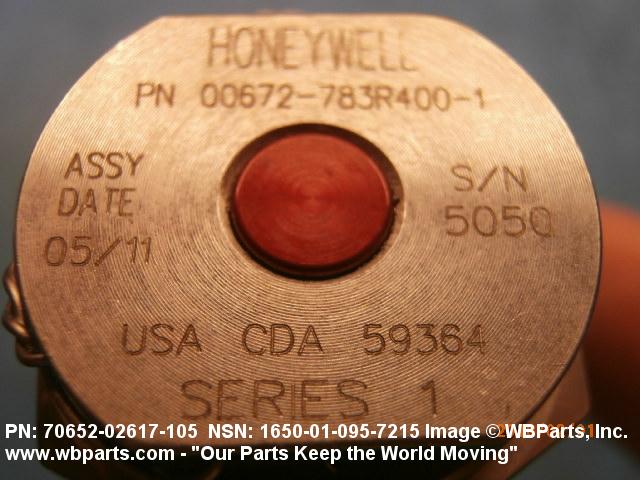 HONEYWELL
PN 00672-783R400-1
ASSY
DATE
05/11
S/N
5050
USA CDA 59364
SERIES 1
PN: 70652-02617-105 NSN: 1650-01-095-7215 Image © WBParts, Inc.
www.wbparts.com - "Our Parts Keep the World Moving"